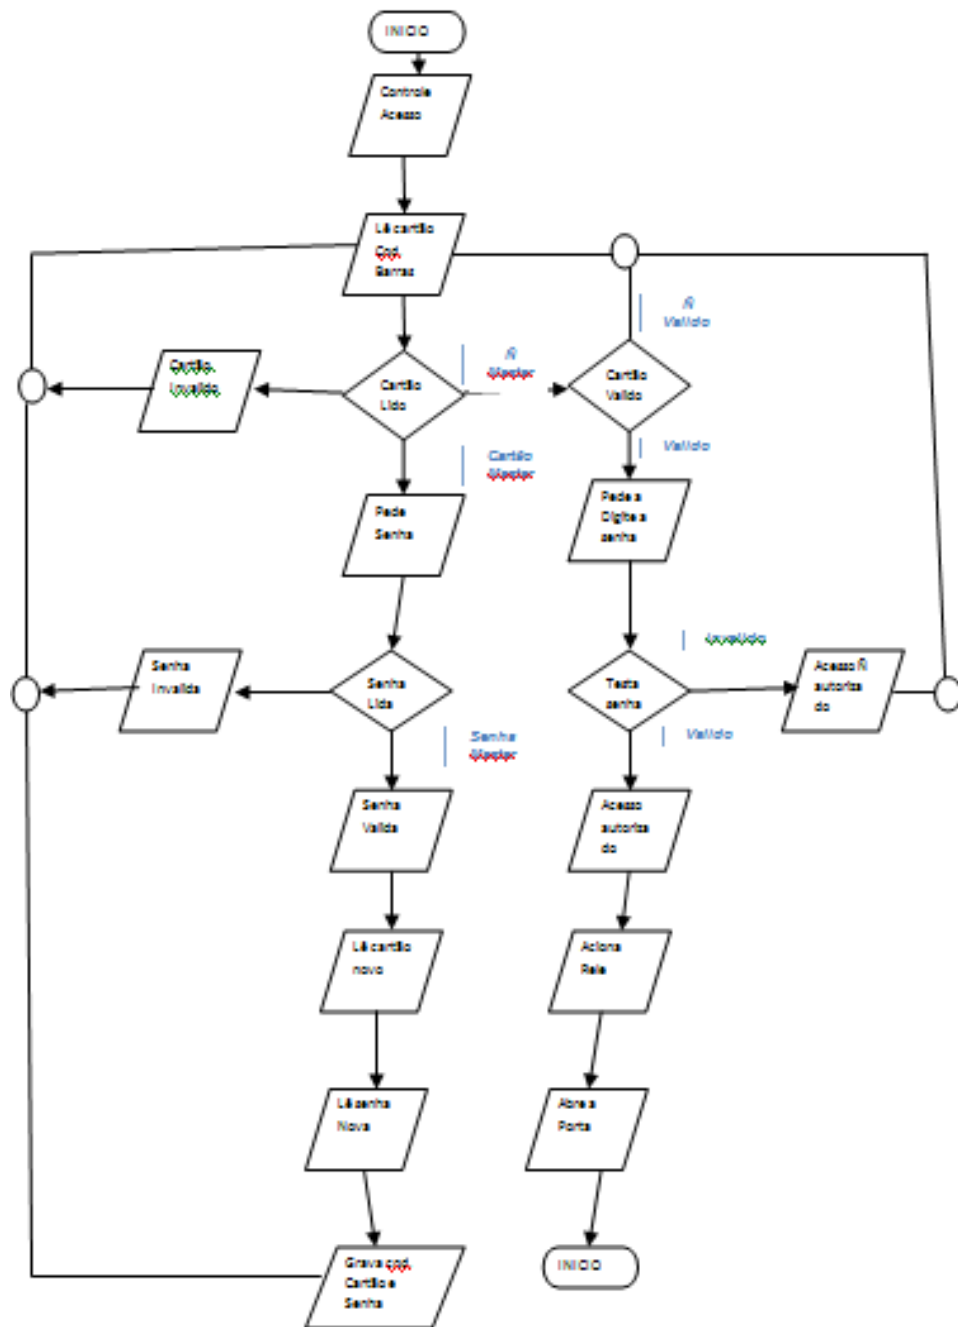 INICIO
Controle
Acesso
Lê cartão
Cod.
Barras
Ñ
Valido
Cartão
Invalido
Cartão
Lido
Ñ
Master
Cartão
Valido
Cartão
Master
Valido
Pede
Senha
Pede a
Digite a
senha
Invalido
Senha
Invalida
Senha
Lida
Testa
senha
Acesso Ñ
autoriza
do
Senha
Master
Valido
Senha
Valida
Acesso
autoriza
do
Lê cartão
novo
Aciona
Rele
Lê senha
Nova
Abre a
Porta
Grava cod.
Cartão e
Senha
INICIO